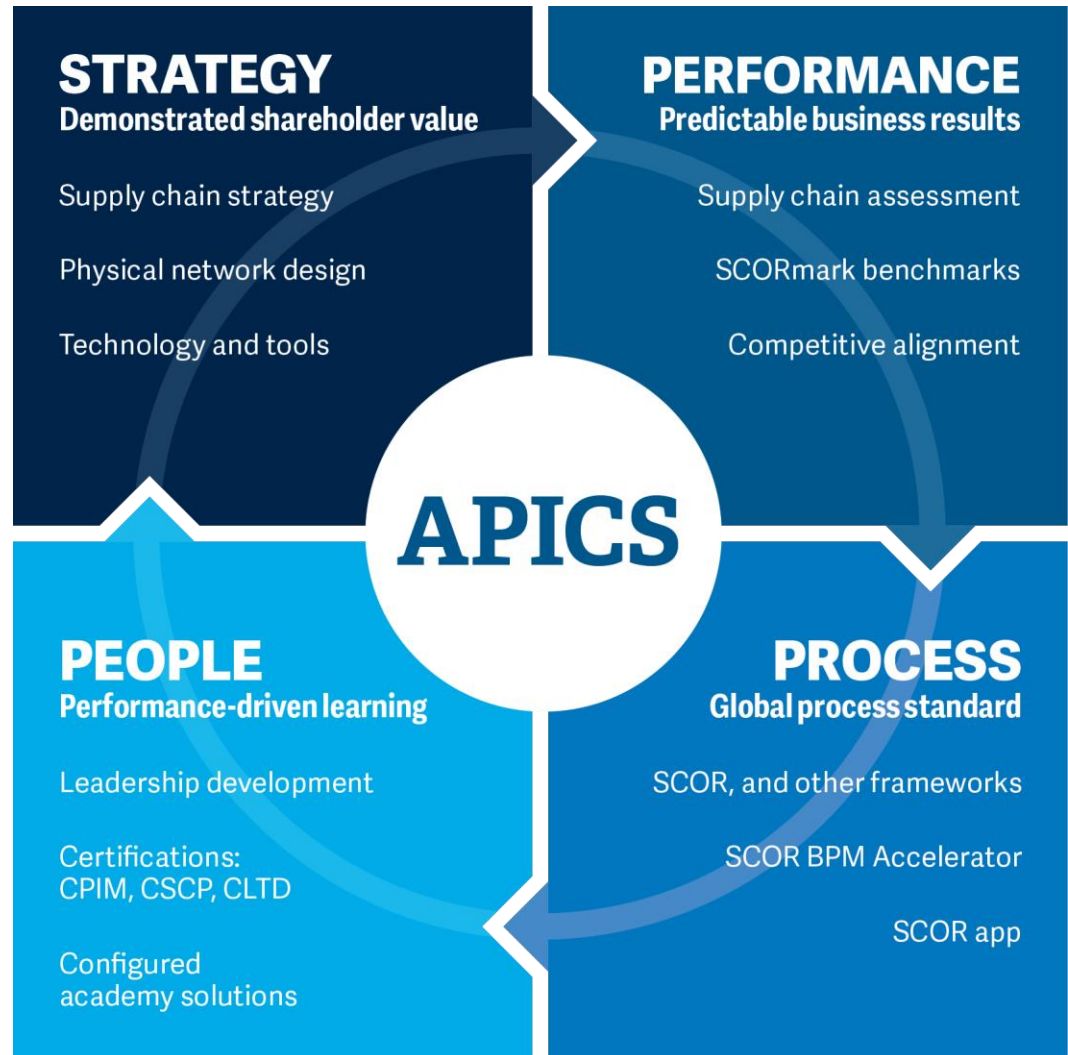 STRATEGY
Demonstrated shareholder value
Supply chain strategy
Physical network design
Technology and tools
PERFORMANCE
Predictable business results
Supply chain assessment
SCORmark benchmarks
Competitive alignment
APICS
PEOPLE
Performance-driven learning
Leadership development
Certifications:
CPIM, CSCP, CLTD
Configured
academy solutions
PROCESS
Global process standard
SCOR, and other frameworks
SCOR BPM Accelerator
SCOR app